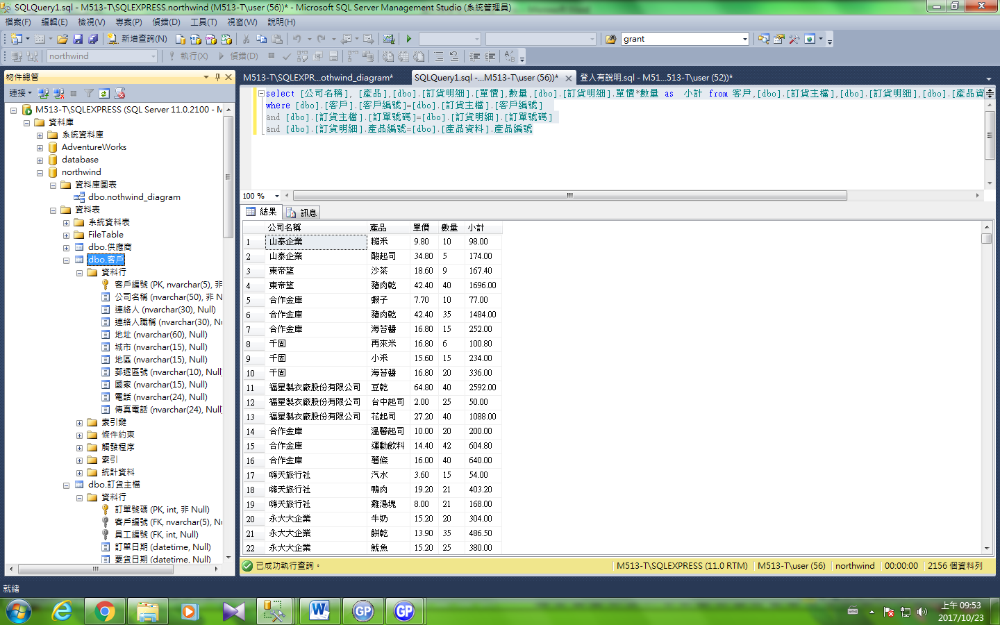 SQLQuery1.sql - M513-T\SQLEXPRESS.northwind (M513-T\user (56))* - Microsoft SQL Server Management Studio (系統管理員)
檔案(F) 編輯(E) 檢視(V) 專案(P) 偵錯(D) 工具(T) 視窗(W) 說明(H)
新增查詢(N) grant
northwind 執行(X) 偵錯(D)
物件總管
連接
M513-T\SQLEXPRESS (SQL Server 11.0.2100 - M
資料庫
系統資料庫
AdventureWorks
database
northwind
資料庫圖表
dbo.nothwind_diagram
資料表
系統資料表
FileTable
dbo.供應商
dbo.客戶
資料行
客戶編號 (PK, nvarchar(5), 非
公司名稱 (nvarchar(50), 非 N
連絡人 (nvarchar(30), Null)
連絡人職稱 (nvarchar(30), Nu
地址 (nvarchar(60), Null)
城市 (nvarchar(15), Null)
地區 (nvarchar(15), Null)
郵遞區號 (nvarchar(10), Null)
國家 (nvarchar(15), Null)
電話 (nvarchar(24), Null)
傳真電話 (nvarchar(24), Null)
索引鍵
條件約束
觸發程序
索引
統計資料
dbo.訂貨主檔
資料行
訂單號碼 (PK, int, 非 Null)
客戶編號 (FK, nvarchar(5), Nu
員工編號 (FK, int, Null)
訂單日期 (datetime, Null)
要貨日期 (datetime, Null)
M513-T\SQLEXPR...othwind_diagram* SQLQuery1.sql -...M513-T\user (56))* 登入有說明.sql - M51...513-T\user (52))*
select [公司名稱], [產品],[dbo].[訂貨明細].[單價],數量,[dbo].[訂貨明細].單價*數量 as 小計 from 客戶,[dbo].[訂貨主檔],[dbo].[訂貨明細],[dbo].[產品資
where [dbo].[客戶].[客戶編號]=[dbo].[訂貨主檔].[客戶編號]
and [dbo].[訂貨主檔].[訂單號碼]=[dbo].[訂貨明細].[訂單號碼]
and [dbo].[訂貨明細].產品編號=[dbo].[產品資料].產品編號
100 %
結果 訊息
公司名稱 產品 單價 數量 小計
1 山泰企業 糙米 9.80 10 98.00
2 山泰企業 酸起司 34.80 5 174.00
3 東帝望 沙茶 18.60 9 167.40
4 東帝望 豬肉乾 42.40 40 1696.00
5 合作金庫 蝦子 7.70 10 77.00
6 合作金庫 豬肉乾 42.40 35 1484.00
7 合作金庫 海苔醬 16.80 15 252.00
8 千固 再來米 16.80 6 100.80
9 千固 小米 15.60 15 234.00
10 千固 海苔醬 16.80 20 336.00
11 福星製衣廠股份有限公司 豆乾 64.80 40 2592.00
12 福星製衣廠股份有限公司 台中起司 2.00 25 50.00
13 福星製衣廠股份有限公司 花起司 27.20 40 1088.00
14 合作金庫 溫馨起司 10.00 20 200.00
15 合作金庫 運動飲料 14.40 42 604.80
16 合作金庫 薯條 16.00 40 640.00
17 嗨天旅行社 汽水 3.60 15 54.00
18 嗨天旅行社 鴨肉 19.20 21 403.20
19 嗨天旅行社 雞湯塊 8.00 21 168.00
20 永大大企業 牛奶 15.20 20 304.00
21 永大大企業 餅乾 13.90 35 486.50
22 永大大企業 魷魚 15.20 25 380.00
已成功執行查詢。 M513-T\SQLEXPRESS (11.0 RTM) M513-T\user (56) northwind 00:00:00 2156 個資料列
就緒
上午 09:53
2017/10/23